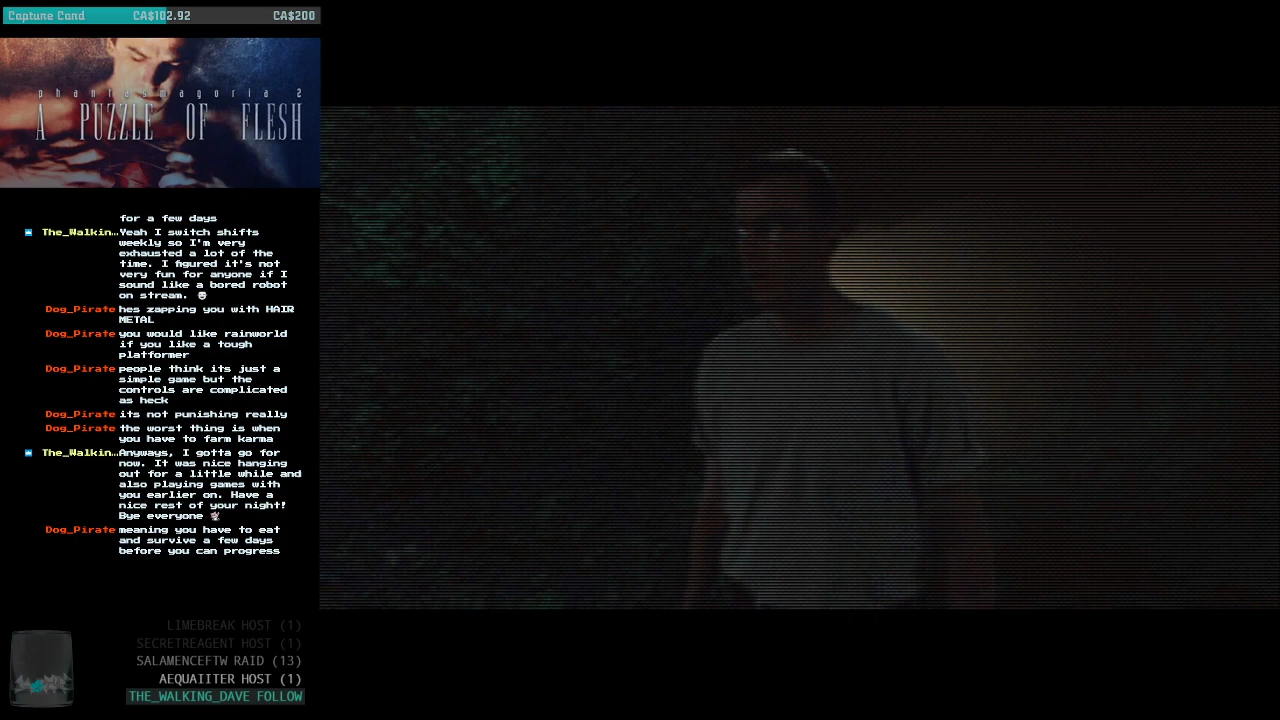 Capture Card CA$102.92 CA$200
phantasmagoria 2
A PUZZLE OF FLESH
for a few days
The_Walkin… Yeah I switch shifts
weekly so I'm very
exhausted a lot of the
time. I figured it's not
very fun for anyone if I
sound like a bored robot
on stream.
Dog_Pirate hes zapping you with HAIR
METAL
Dog_Pirate you would like rainworld
if you like a tough
platformer
Dog_Pirate people think its just a
simple game but the
controls are complicated
as heck
Dog_Pirate its not punishing really
Dog_Pirate the worst thing is when
you have to farm karma
The_Walkin… Anyways, I gotta go for
now. It was nice hanging
out for a little while and
also playing games with
you earlier on. Have a
nice rest of your night!
Bye everyone
Dog_Pirate meaning you have to eat
and survive a few days
before you can progress
LIMEBREAK HOST (1)
SECRETREAGENT HOST (1)
SALAMENCEFTW RAID (13)
AEQUAIITER HOST (1)
THE_WALKING_DAVE FOLLOW